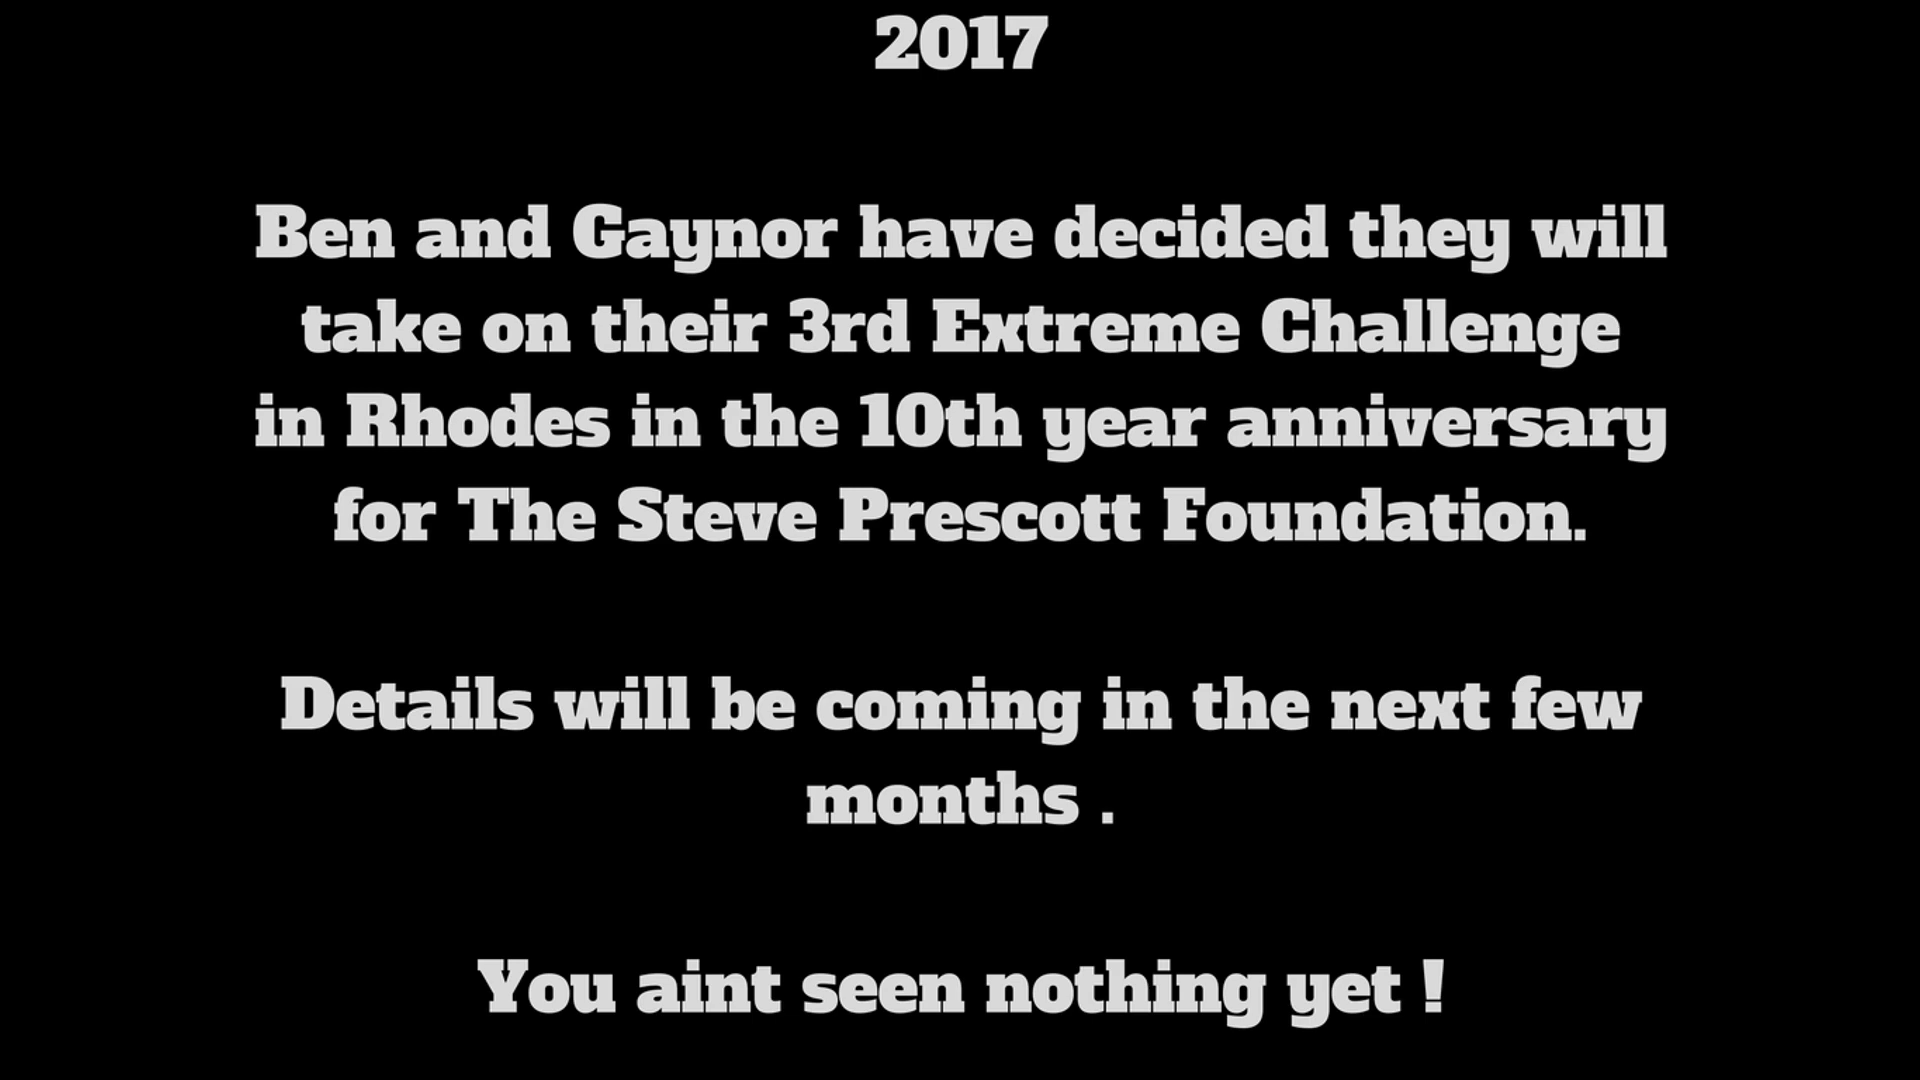 2017
Ben and Gaynor have decided they will
take on their 3rd Extreme Challenge
in Rhodes in the 10th year anniversary
for The Steve Prescott Foundation.
Details will be coming in the next few
months .
You aint seen nothing yet !